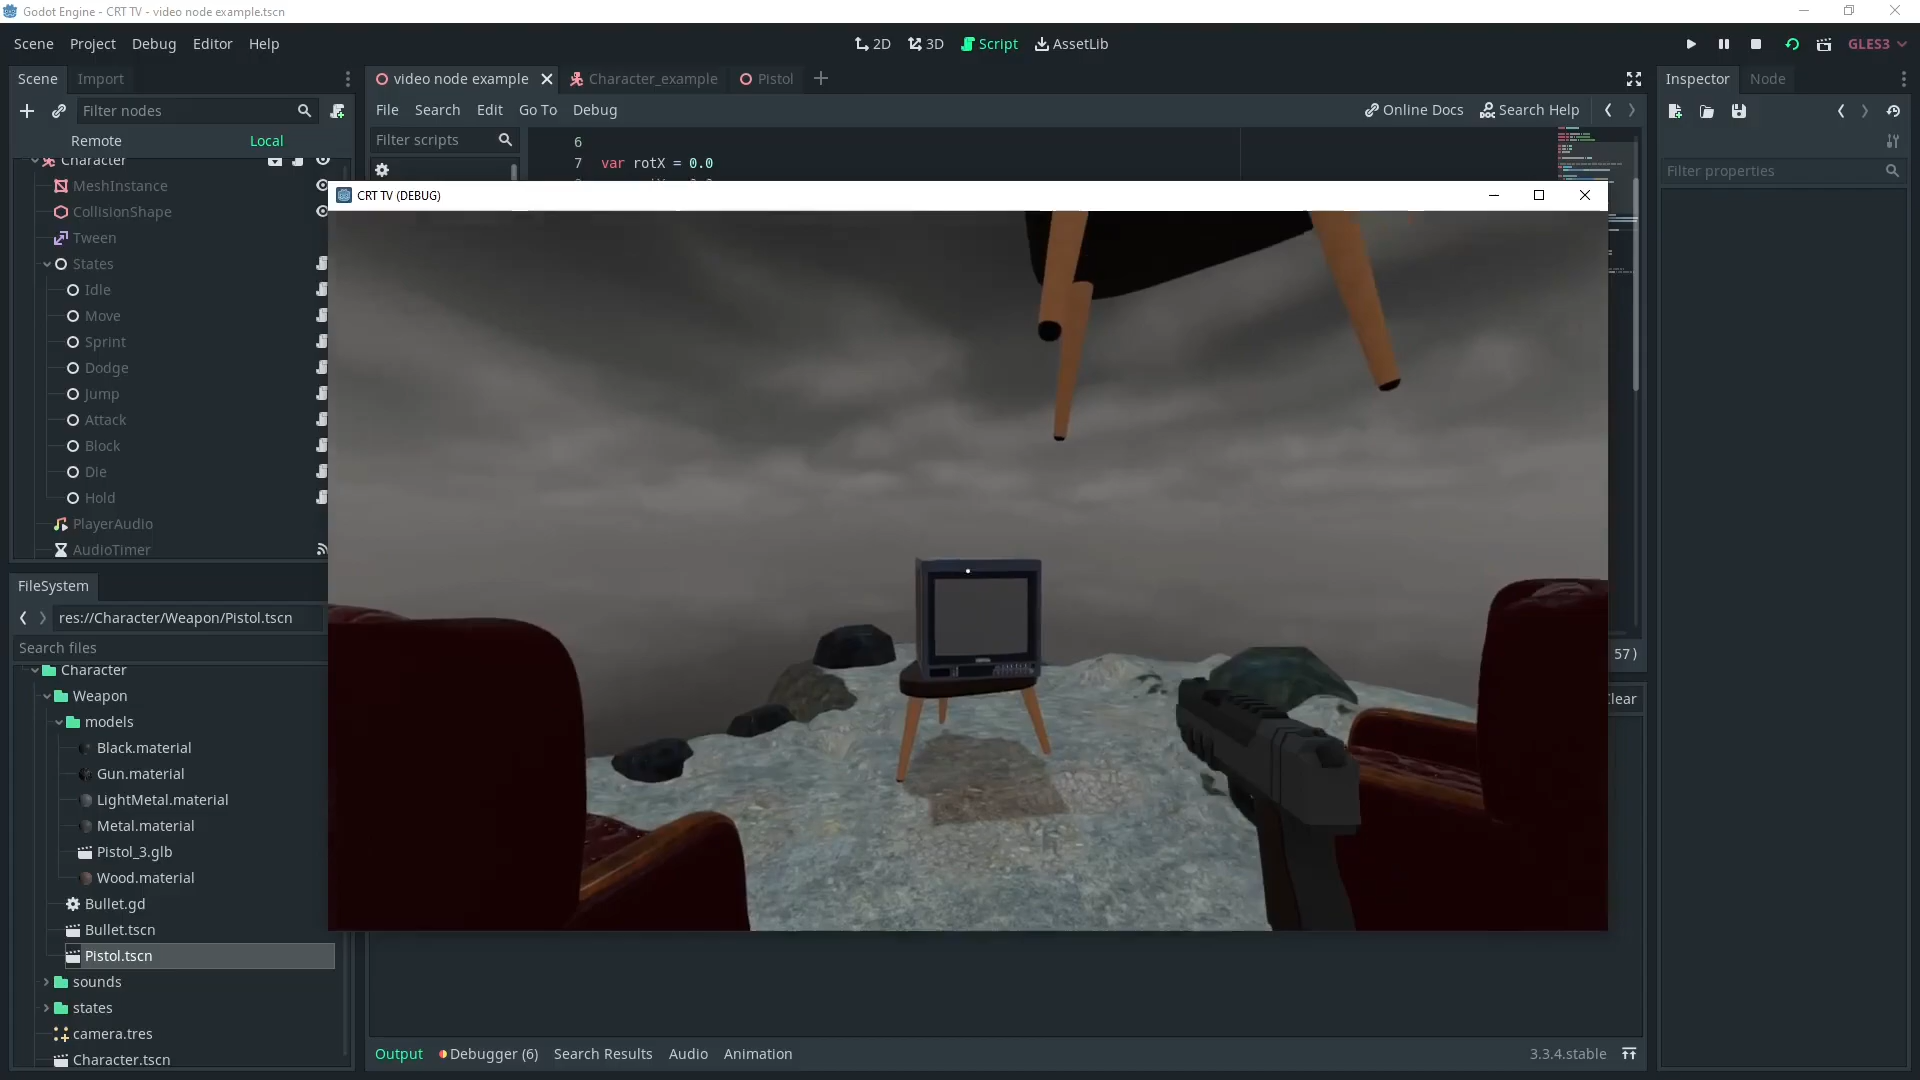 Godot Engine - CRT TV - video node example.tscn
Scene Project Debug Editor Help
2D 3D Script AssetLib
GLES3
Scene Import
Filter nodes
Remote Local
Character
MeshInstance
CollisionShape
Tween
States
Idle
Move
Sprint
Dodge
Jump
Attack
Block
Die
Hold
PlayerAudio
AudioTimer
FileSystem
res://Character/Weapon/Pistol.tscn
Search files
Character
Weapon
models
Black.material
Gun.material
LightMetal.material
Metal.material
Pistol_3.glb
Wood.material
Bullet.gd
Bullet.tscn
Pistol.tscn
sounds
states
camera.tres
Character.tscn
video node example Character_example Pistol
File Search Edit Go To Debug
Online Docs Search Help
Filter scripts
6
7 var rotX = 0.0
CRT TV (DEBUG)
57)
Output Debugger (6) Search Results Audio Animation
3.3.4.stable
Inspector Node
Filter properties